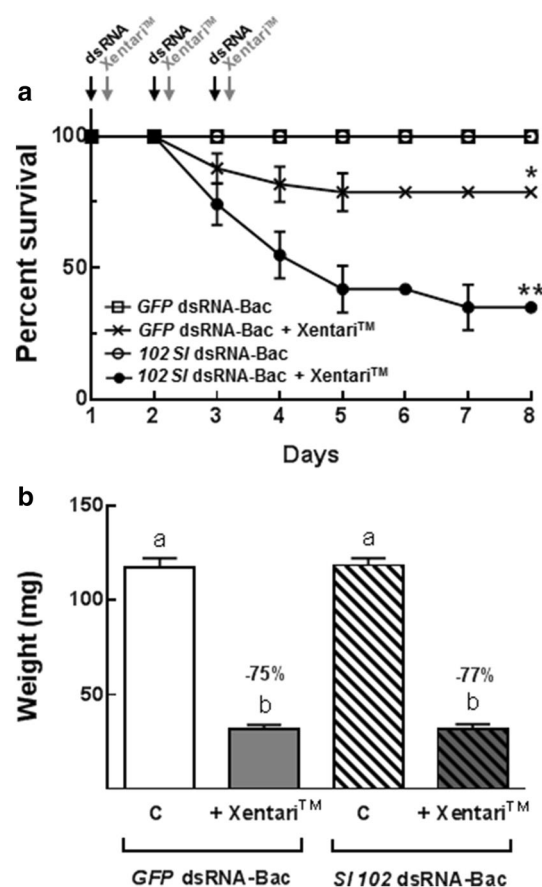 dsRNA Xentari™ dsRNA Xentari™ dsRNA Xentari™
a
Percent survival
100
50
0
GFP dsRNA-Bac
GFP dsRNA-Bac + Xentari™
102 Sl dsRNA-Bac
102 Sl dsRNA-Bac + Xentari™
*
**
1 2 3 4 5 6 7 8
Days
b
Weight (mg)
150
100
50
a
-75%
b
a
-77%
b
C + Xentari™ C + Xentari™
GFP dsRNA-Bac Sl 102 dsRNA-Bac